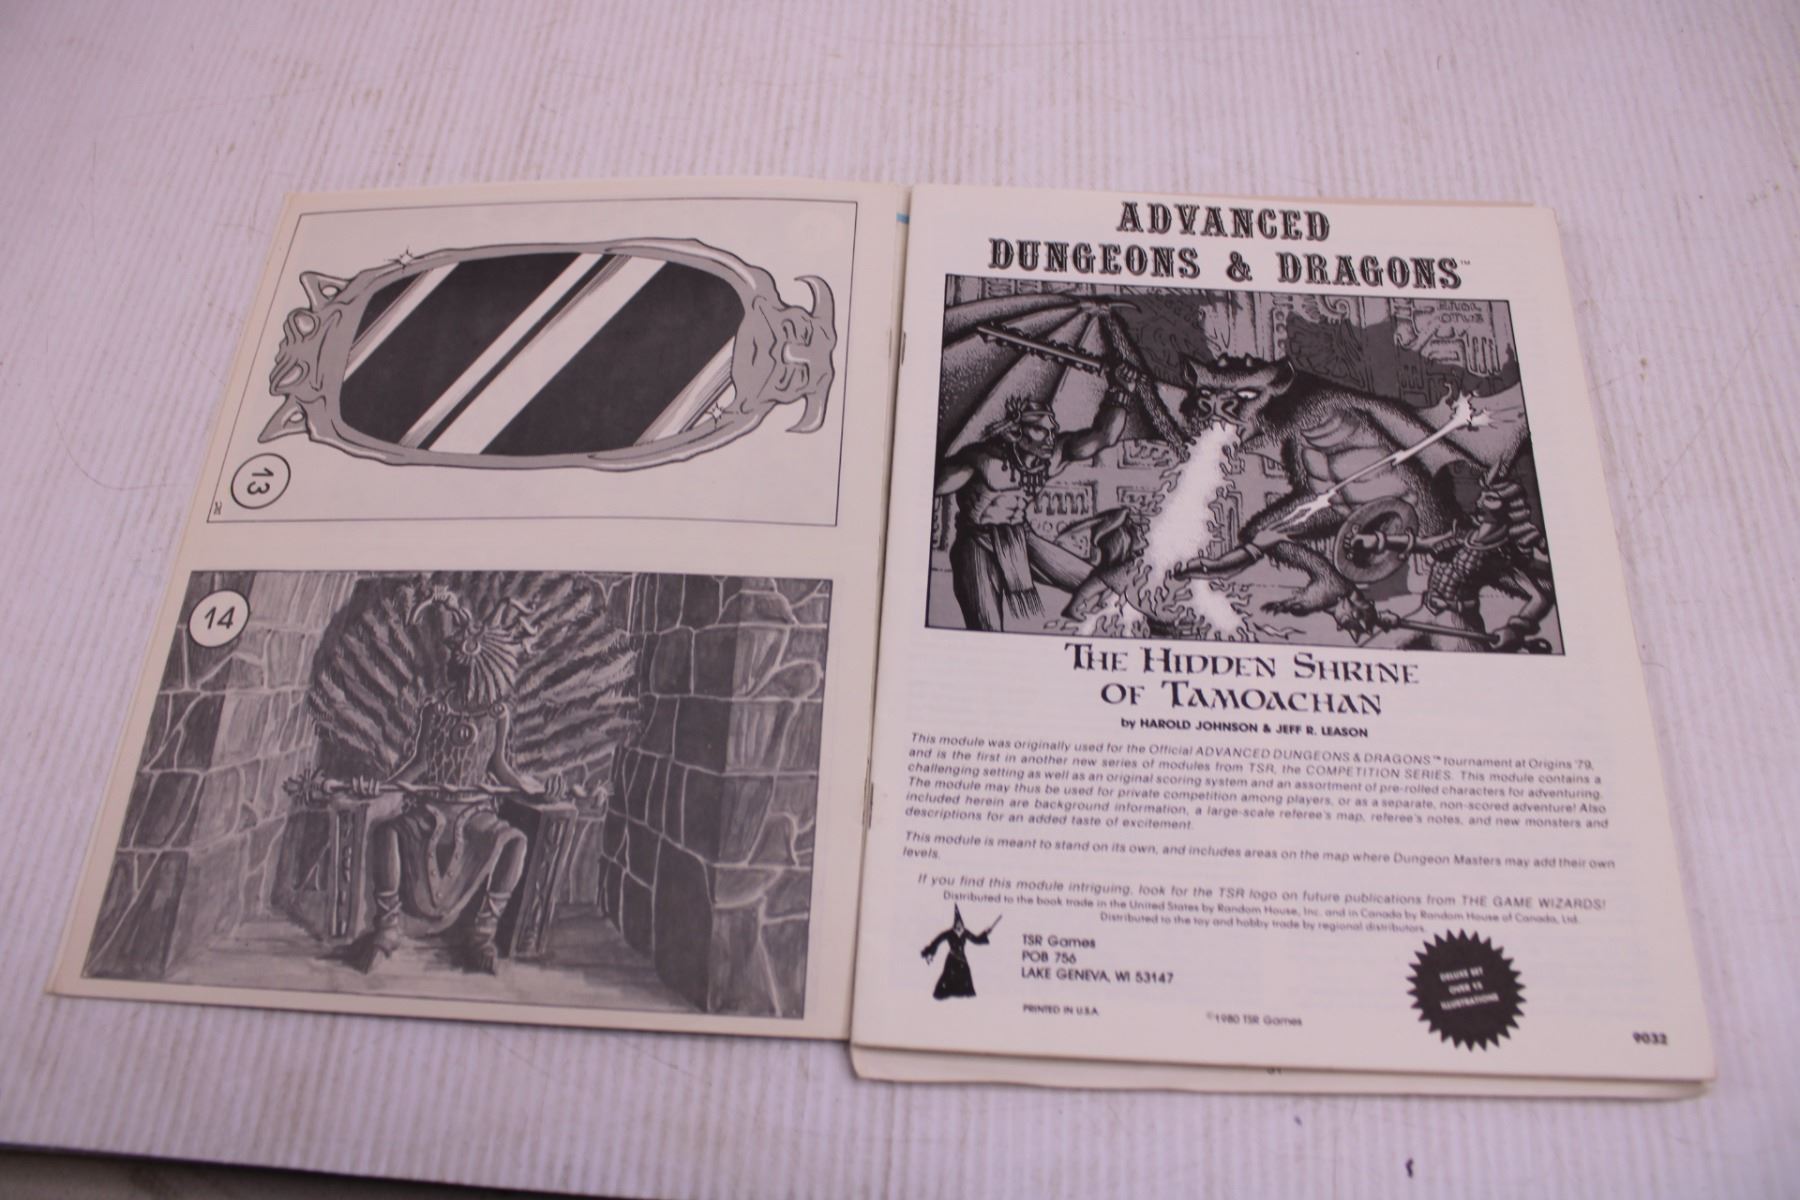 13
14
ADVANCED
DUNGEONS & DRAGONS™
EROL
OTUS
THE HIDDEN SHRINE
OF TAMOACHAN
by HAROLD JOHNSON & JEFF R. LEASON
This module was originally used for the Official ADVANCED DUNGEONS & DRAGONS™ tournament at Origins '79,
and is the first in another new series of modules from TSR, the COMPETITION SERIES. This module contains a
challenging setting as well as an original scoring system and an assortment of pre-rolled characters for adventuring.
The module may thus be used for private competition among players, or as a separate, non-scored adventure! Also
included herein are background information, a large-scale referee's map, referee's notes, and new monsters and
descriptions for an added taste of excitement.
This module is meant to stand on its own, and includes areas on the map where Dungeon Masters may add their own
levels.
If you find this module intriguing, look for the TSR logo on future publications from THE GAME WIZARDS!
Distributed to the book trade in the United States by Random House, Inc. and in Canada by Random House of Canada, Ltd.
Distributed to the toy and hobby trade by regional distributors.
TSR Games
POB 756
LAKE GENEVA, WI 53147
PRINTED IN U.S.A.
©1980 TSR Games
DELUXE SET
OVER 15
ILLUSTRATIONS
9032